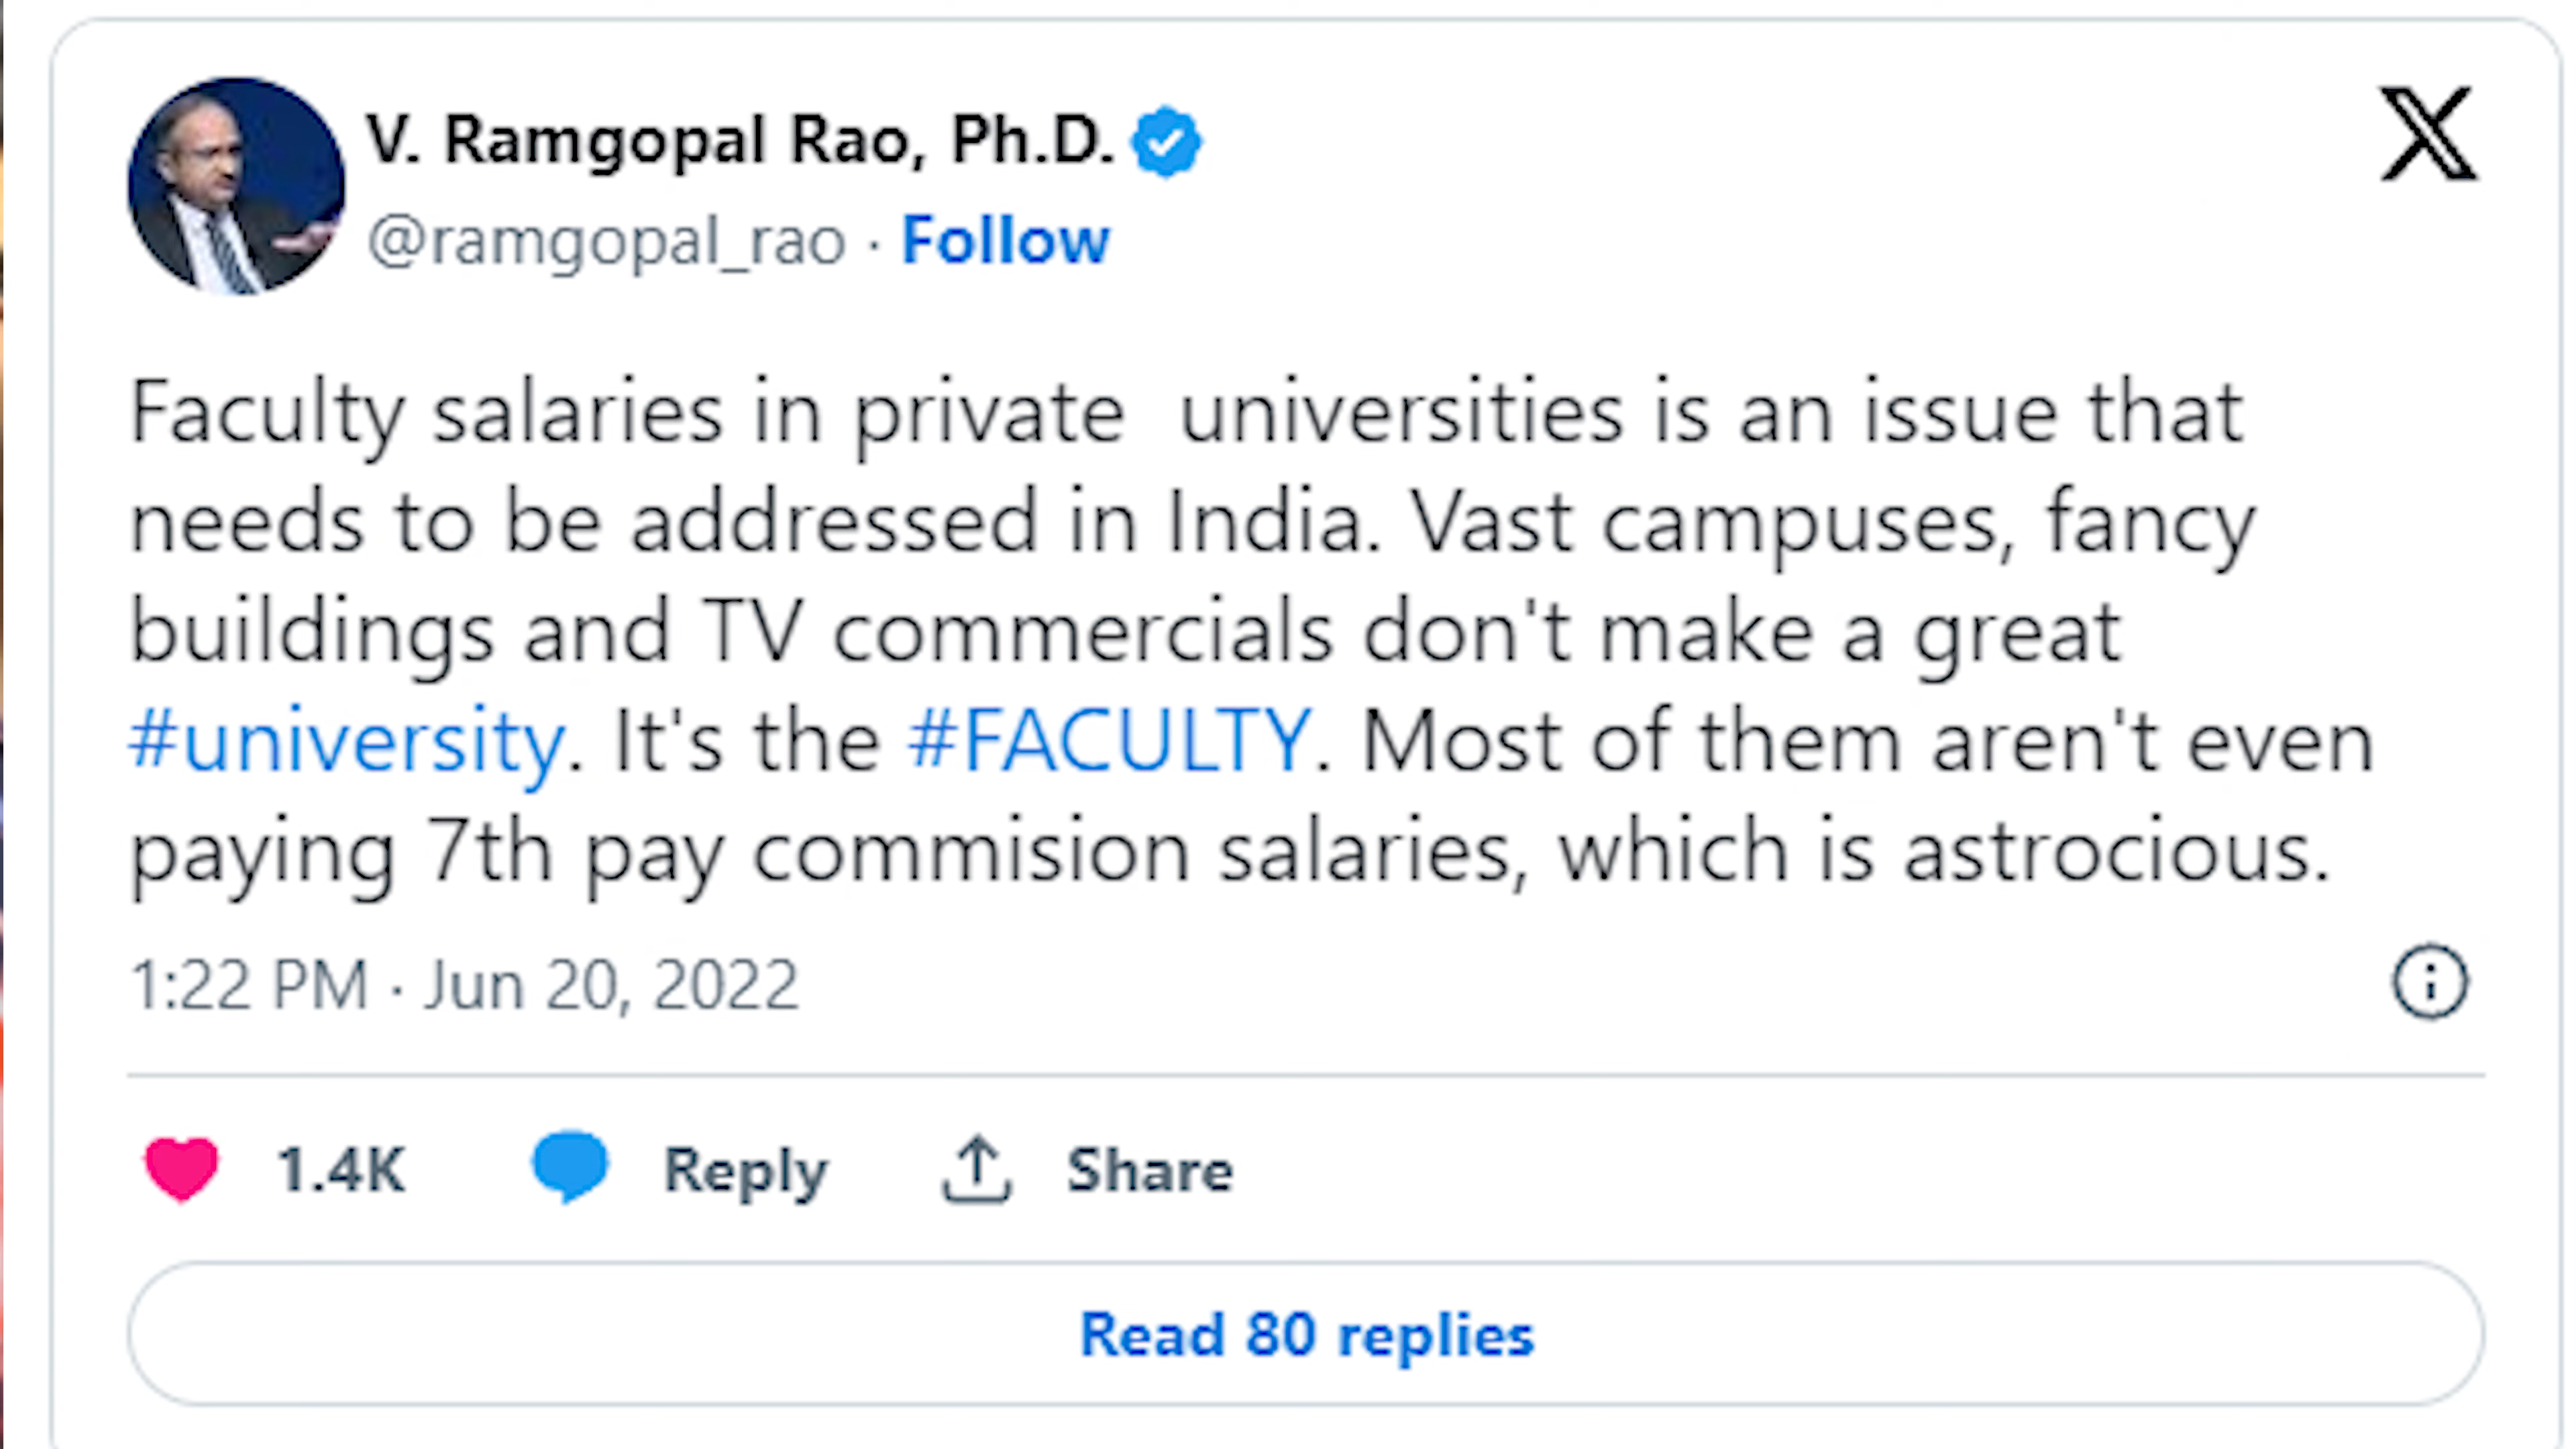 V. Ramgopal Rao, Ph.D.
@ramgopal_rao · Follow
Faculty salaries in private  universities is an issue that
needs to be addressed in India. Vast campuses, fancy
buildings and TV commercials don't make a great
#university. It's the #FACULTY. Most of them aren't even
paying 7th pay commision salaries, which is astrocious.
1:22 PM · Jun 20, 2022
1.4K Reply Share
Read 80 replies